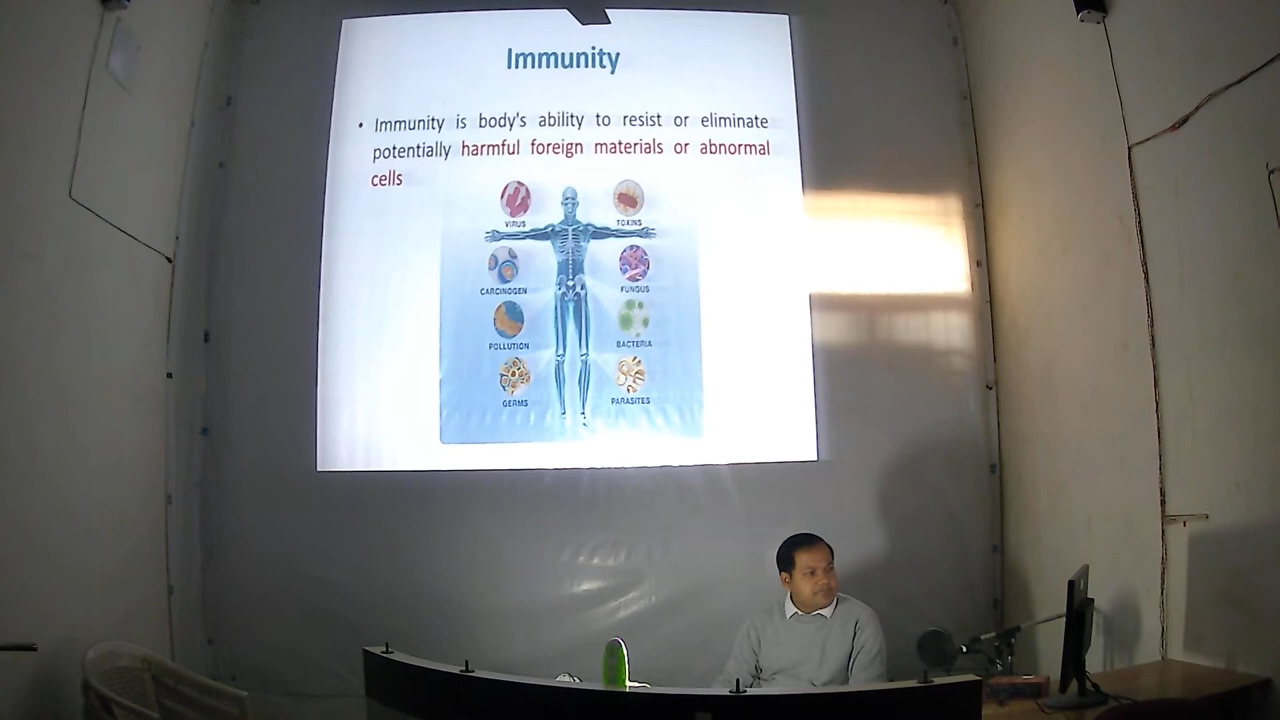 Immunity
• Immunity is body's ability to resist or eliminate
potentially harmful foreign materials or abnormal
cells
VIRUS
TOXINS
CARCINOGEN
FUNGUS
POLLUTION
BACTERIA
GERMS
PARASITES